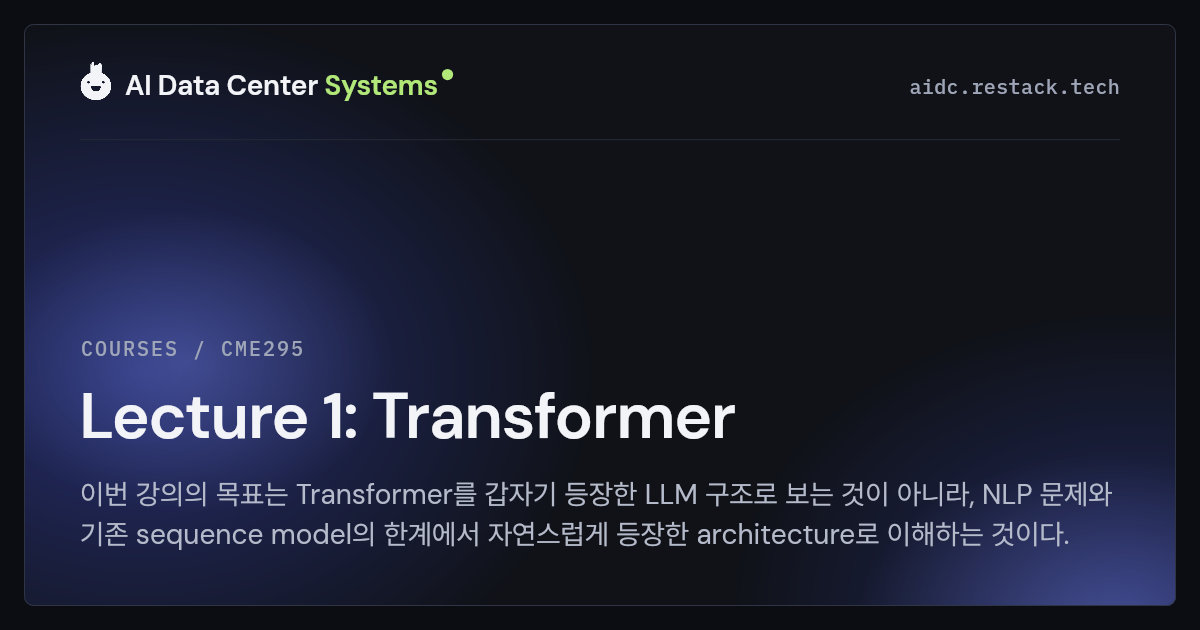 AI Data Center Systems
aidc.restack.tech
COURSES / CME295
Lecture 1: Transformer
이번 강의의 목표는 Transformer를 갑자기 등장한 LLM 구조로 보는 것이 아니라, NLP 문제와
기존 sequence model의 한계에서 자연스럽게 등장한 architecture로 이해하는 것이다.